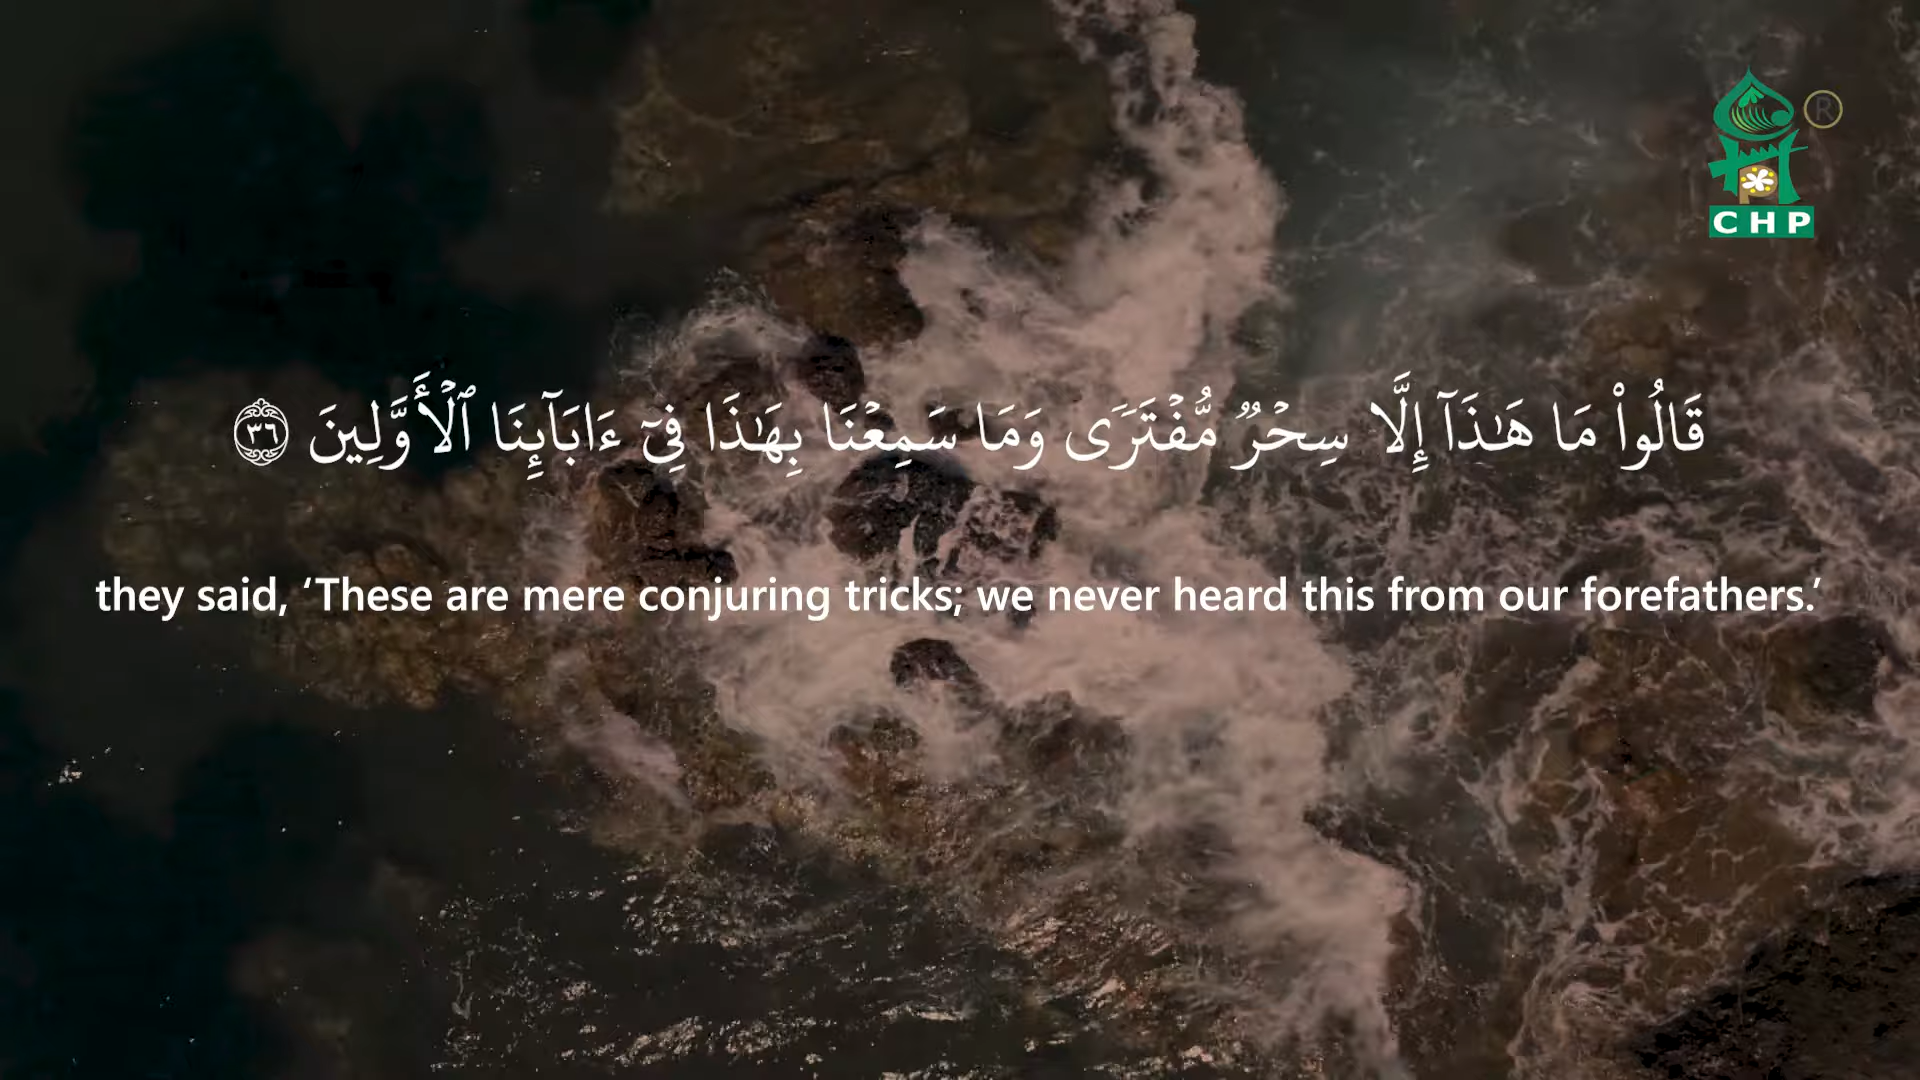 ®
CHP
قَالُوا۟ مَا هَـٰذَآ إِلَّا سِحْرٌ مُّفْتَرًى وَمَا سَمِعْنَا بِهَـٰذَا فِىٓ ءَابَآئِنَا ٱلْأَوَّلِينَ ٣٦
they said, ‘These are mere conjuring tricks; we never heard this from our forefathers.’